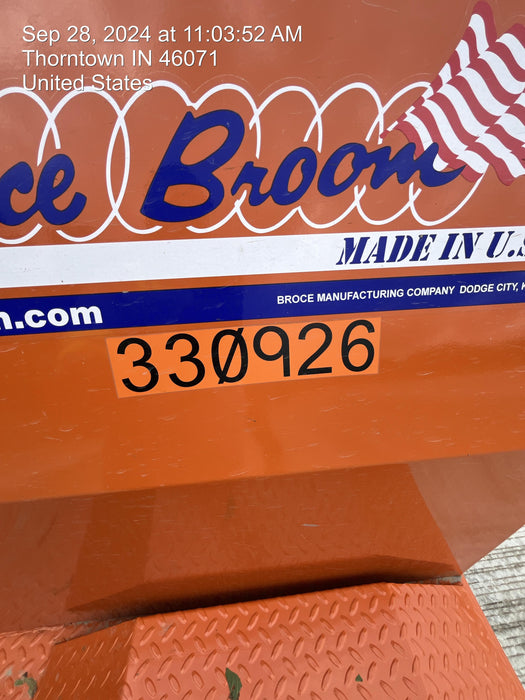 Sep 28, 2024 at 11:03:52 AM
Thorntown IN 46071
United States
ce Broom
MADE IN U.S
n.com
BROCE MANUFACTURING COMPANY DODGE CITY, K
330926